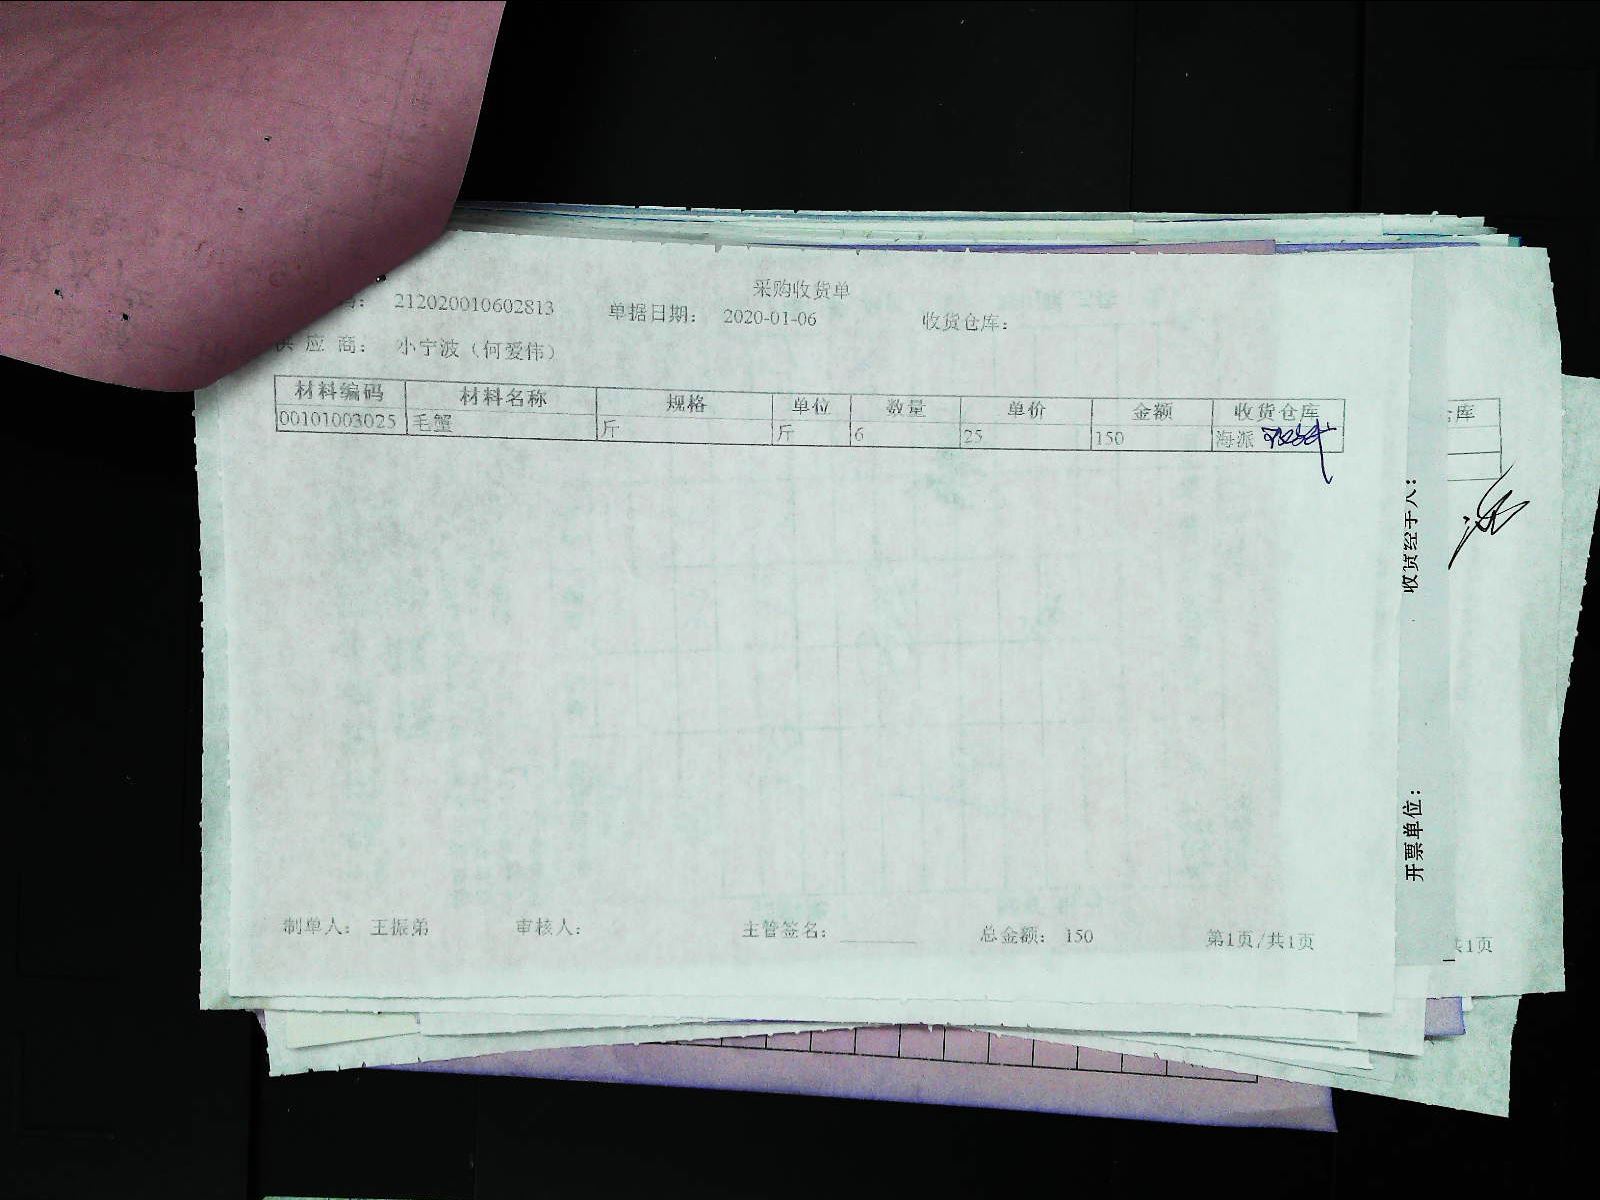 采购收货单
212020010602813 单据日期: 2020-01-06 收货仓库:
供 应 商: 小宁波（何爱伟）
材料编码 材料名称 规格 单位 数量 单价 金额 收货仓库
00101003025 毛蟹 斤 斤 6 25 150 海派
制单人: 王振弟 审核人: 主管签名: 总金额: 150 第1页/共1页
收货经手人:
开票单位:
库
共1页